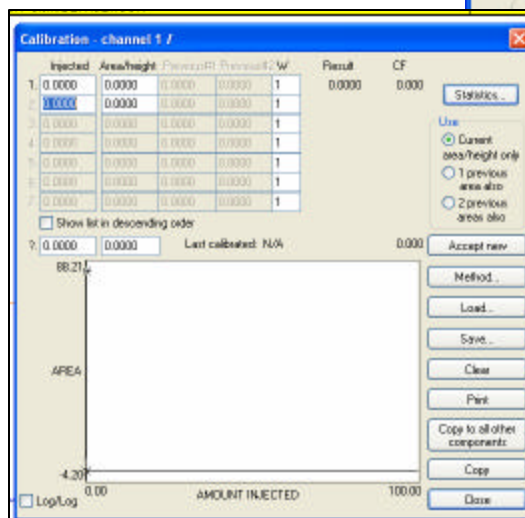 Calibration - channel 1 /
Injected Area/height Previous#1 Previous#2 W Result CF
1: 0.0000 0.0000 0.0000 0.0000 1 0.0000 0.000
2: 0.0000 0.0000 0.0000 0.0000 1
3: 0.0000 0.0000 0.0000 0.0000 1
4: 0.0000 0.0000 0.0000 0.0000 1
5: 0.0000 0.0000 0.0000 0.0000 1
6: 0.0000 0.0000 0.0000 0.0000 1
7: 0.0000 0.0000 0.0000 0.0000 1
Show list in descending order
?: 0.0000 0.0000 Last calibrated: N/A 0.000
88.21
AREA
-4.20
0.00 AMOUNT INJECTED 100.00
Log/Log
Statistics...
Use
Current
area/height only
1 previous
area also
2 previous
areas also
Accept new
Method...
Load...
Save...
Clear
Print
Copy to all other
components
Copy
Close